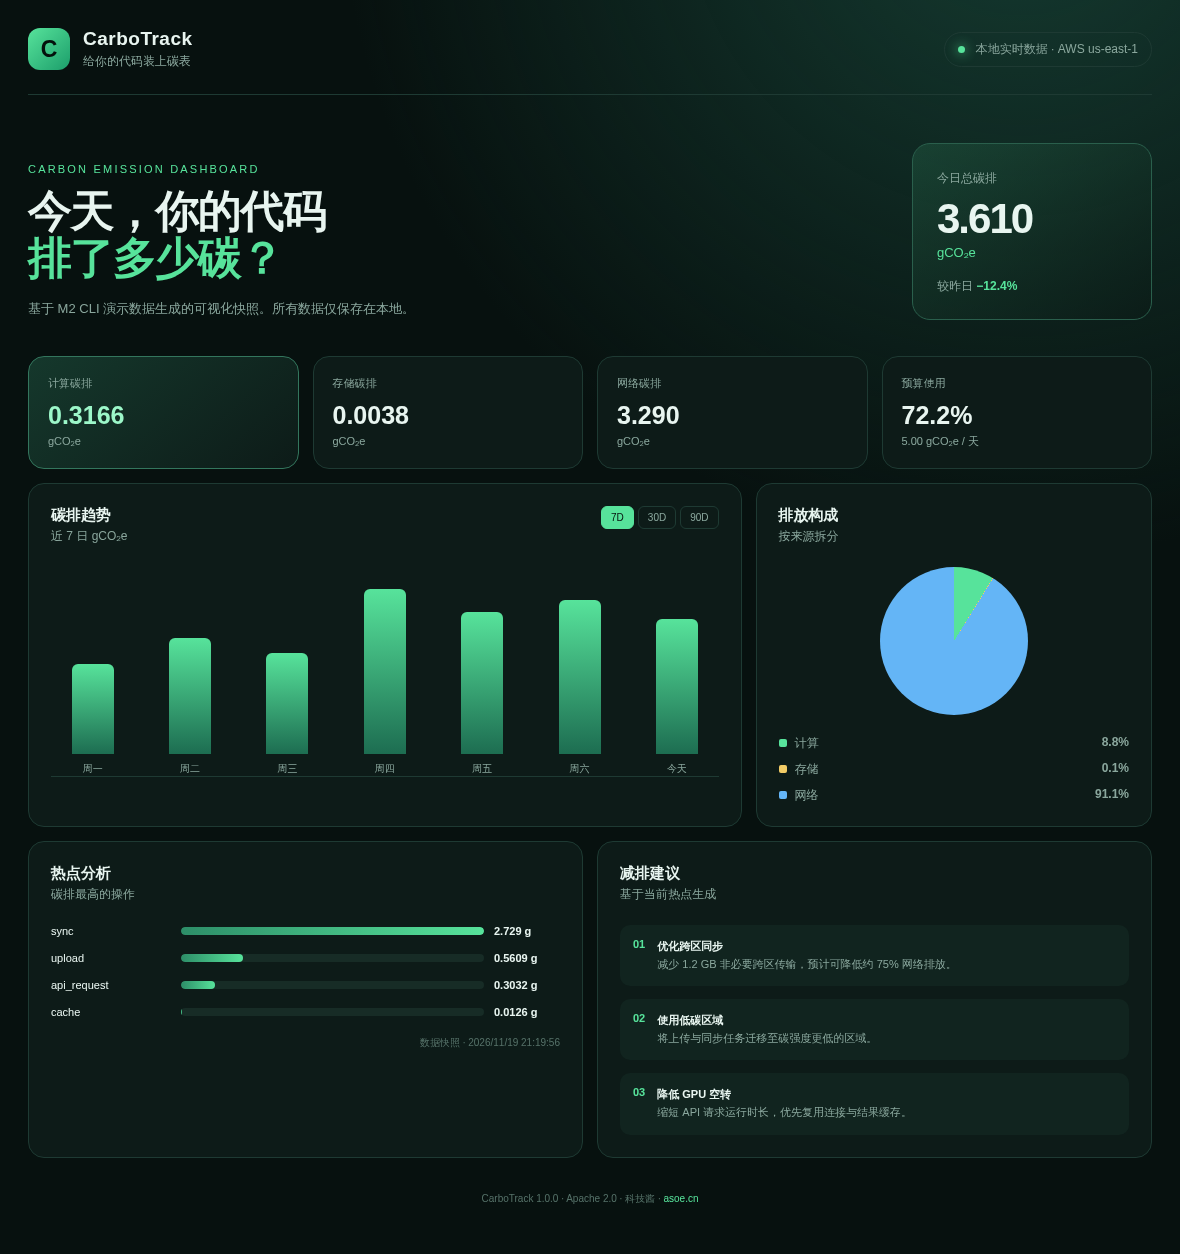 C
CarboTrack
给你的代码装上碳表
本地实时数据 · AWS us-east-1
CARBON EMISSION DASHBOARD
今天，你的代码
排了多少碳？
基于 M2 CLI 演示数据生成的可视化快照。所有数据仅保存在本地。
今日总碳排
3.610
gCO₂e
较昨日 −12.4%
计算碳排
0.3166
gCO₂e
存储碳排
0.0038
gCO₂e
网络碳排
3.290
gCO₂e
预算使用
72.2%
5.00 gCO₂e / 天
碳排趋势
近 7 日 gCO₂e
7D
30D
90D
周一
周二
周三
周四
周五
周六
今天
排放构成
按来源拆分
计算 8.8%
存储 0.1%
网络 91.1%
热点分析
碳排最高的操作
sync 2.729 g
upload 0.5609 g
api_request 0.3032 g
cache 0.0126 g
数据快照 · 2026/11/19 21:19:56
减排建议
基于当前热点生成
01 优化跨区同步
减少 1.2 GB 非必要跨区传输，预计可降低约 75% 网络排放。
02 使用低碳区域
将上传与同步任务迁移至碳强度更低的区域。
03 降低 GPU 空转
缩短 API 请求运行时长，优先复用连接与结果缓存。
CarboTrack 1.0.0 · Apache 2.0 · 科技酱 · asoe.cn